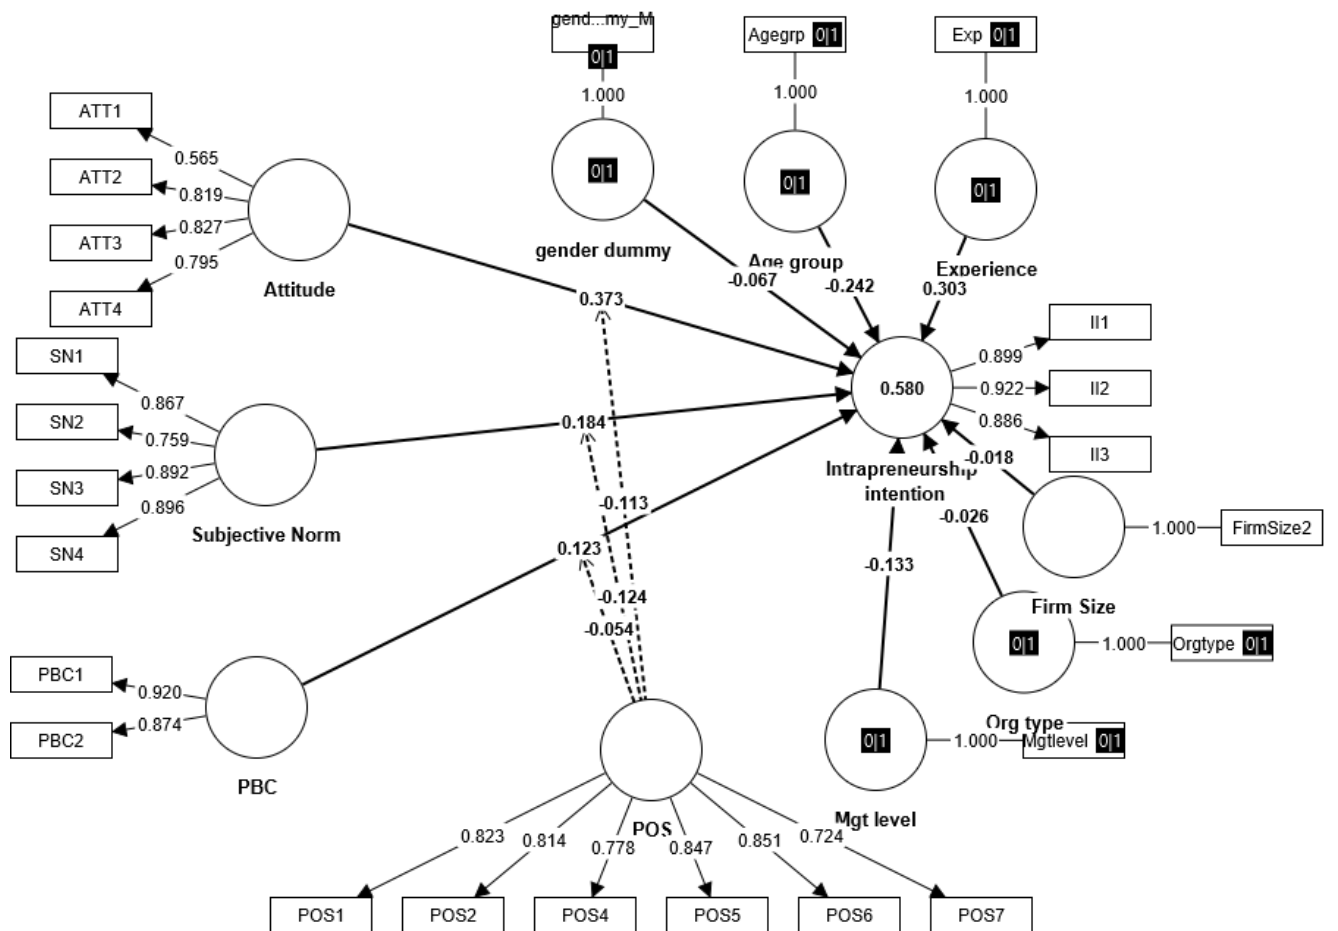 gend...my_M
0|1
Agegrp 0|1
Exp 0|1
1.000
1.000
1.000
ATT1
ATT2
ATT3
ATT4
0.565
0.819
0.827
0.795
Attitude
0|1
gender dummy
0|1
Age group
0|1
Experience
-0.067
-0.242
0.303
0.373
SN1
SN2
SN3
SN4
0.867
0.759
0.892
0.896
Subjective Norm
0.184
0.580
Intrapreneurship
intention
0.899
0.922
0.886
II1
II2
II3
-0.018
1.000
FirmSize2
Firm Size
-0.026
0|1
1.000
Orgtype 0|1
Org type
-0.133
0|1
1.000
Mgtlevel 0|1
Mgt level
-0.113
0.123
-0.124
-0.054
PBC1
PBC2
0.920
0.874
PBC
POS
0.823
0.814
0.778
0.847
0.851
0.724
POS1
POS2
POS4
POS5
POS6
POS7